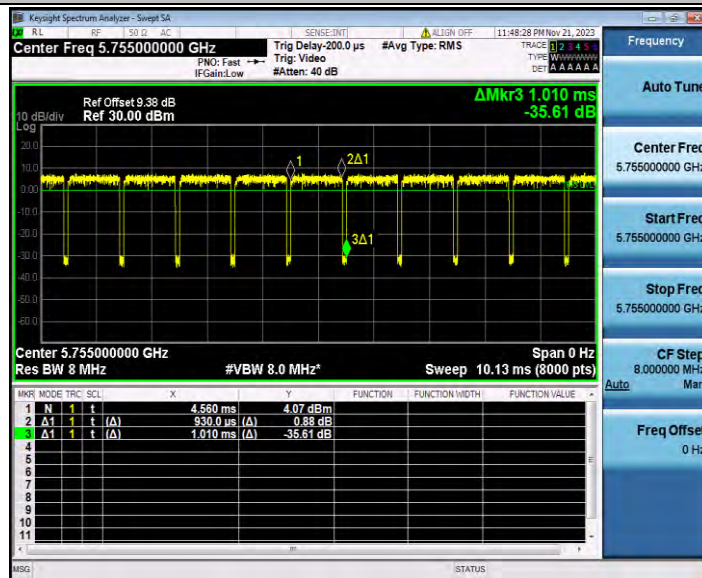 Keysight Spectrum Analyzer - Swept SA
RL RF 50 Ω AC SENSE:INT ALIGN OFF 11:48:28 PM Nov 21, 2023
Center Freq 5.755000000 GHz
PNO: Fast
IFGain:Low
Trig Delay-200.0 µs
Trig: Video
#Atten: 40 dB
#Avg Type: RMS
TRACE 1 2 3 4 5 6
TYPE W
DET A A A A A A
Ref Offset 9.38 dB
10 dB/div Ref 30.00 dBm
Log
ΔMkr3 1.010 ms
-35.61 dB
20.0
10.0
0.00
-10.0
-20.0
-30.0
-40.0
-50.0
-60.0
1
2Δ1
3Δ1
Center 5.755000000 GHz Span 0 Hz
Res BW 8 MHz #VBW 8.0 MHz* Sweep 10.13 ms (8000 pts)
MKR MODE TRC SCL X Y FUNCTION FUNCTION WIDTH FUNCTION VALUE
1 N 1 t 4.560 ms 4.07 dBm
2 Δ1 1 t (Δ) 930.0 µs (Δ) 0.88 dB
3 Δ1 1 t (Δ) 1.010 ms (Δ) -35.61 dB
4
5
6
7
8
9
10
11
MSG STATUS
Frequency
Auto Tune
Center Freq
5.755000000 GHz
Start Freq
5.755000000 GHz
Stop Freq
5.755000000 GHz
CF Step
8.000000 MHz
Auto Man
Freq Offset
0 Hz